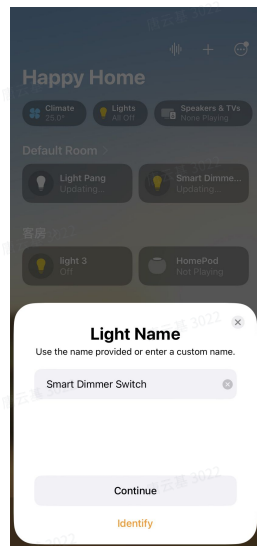 Happy Home
Climate
25.0°
Lights
All Off
Speakers & TVs
None Playing
Default Room
Light Pang
Updating...
Smart Dimme...
Updating...
客房
light 3
Off
HomePod
Not Playing
Light Name
Use the name provided or enter a custom name.
Smart Dimmer Switch
Continue
Identify